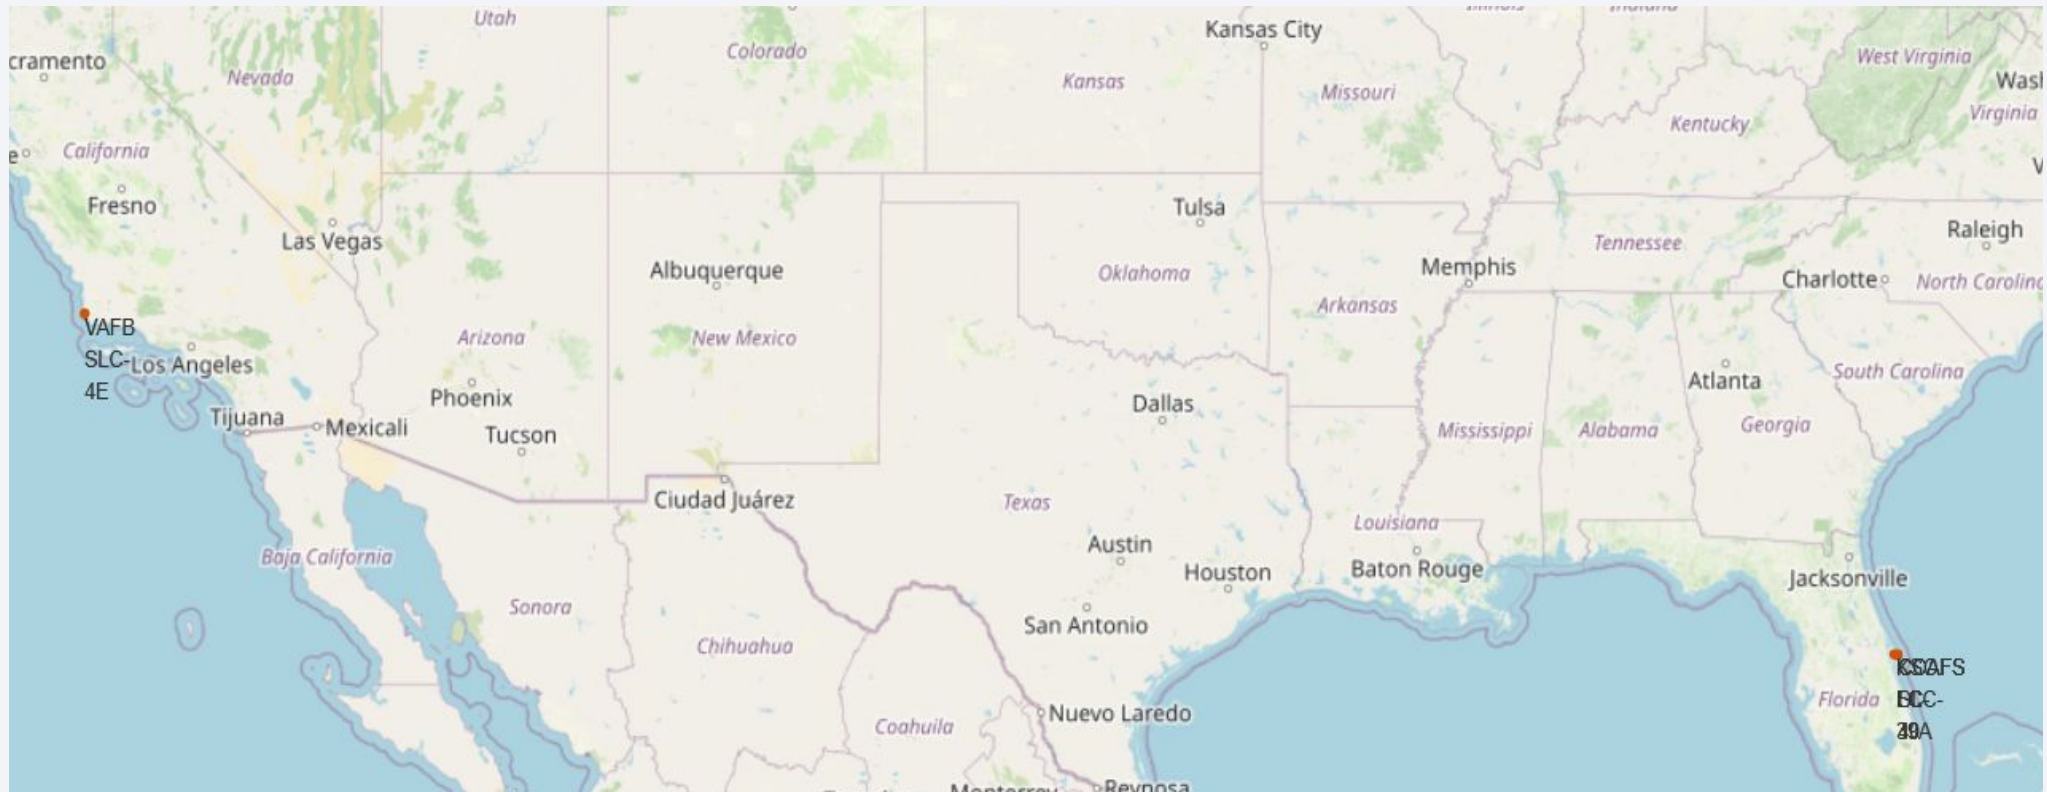 Utah
Kansas City
Colorado
West Virginia
cramento
Nevada
Kansas
Missouri
Wash
Virginia
Kentucky
California
e
Fresno
Tulsa
Las Vegas
Raleigh
Tennessee
Albuquerque
Oklahoma
Memphis
Charlotte
North Carolina
Arkansas
VAFB
SLC-
4E
Los Angeles
Arizona
New Mexico
Phoenix
Dallas
Atlanta
South Carolina
Tijuana
Mexicali
Tucson
Mississippi
Alabama
Georgia
Ciudad Juárez
Texas
Louisiana
Baja California
Austin
Houston
Baton Rouge
Jacksonville
Sonora
San Antonio
Chihuahua
Florida
Coahuila
Nuevo Laredo
Monterrey
Reynosa